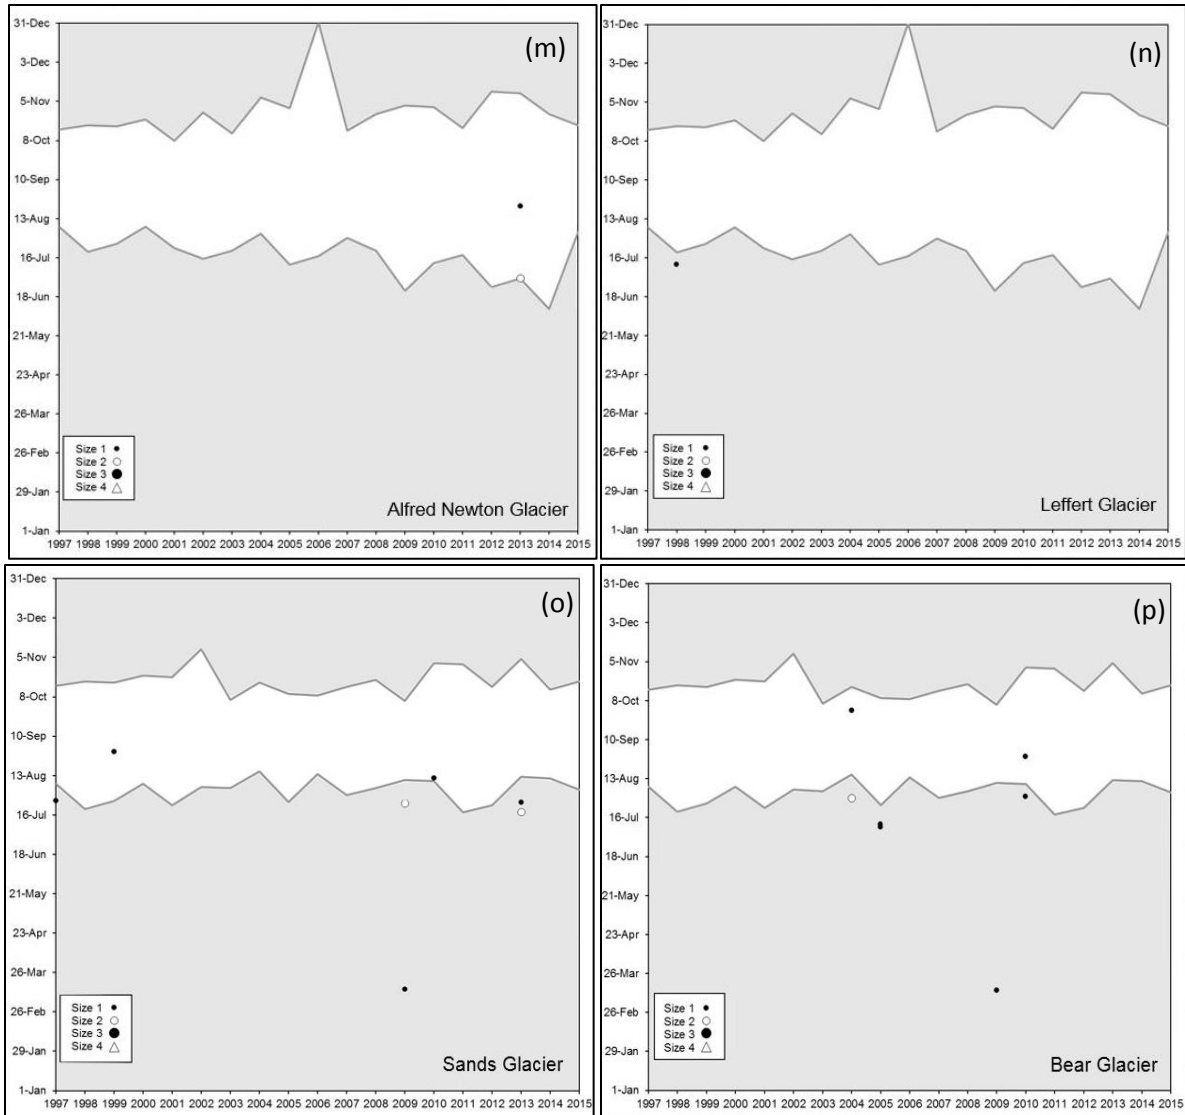 (m)
31-Dec
3-Dec
5-Nov
8-Oct
10-Sep
13-Aug
16-Jul
18-Jun
21-May
23-Apr
26-Mar
26-Feb
29-Jan
1-Jan
Size 1
Size 2
Size 3
Size 4
Alfred Newton Glacier
1997 1998 1999 2000 2001 2002 2003 2004 2005 2006 2007 2008 2009 2010 2011 2012 2013 2014 2015
(n)
31-Dec
3-Dec
5-Nov
8-Oct
10-Sep
13-Aug
16-Jul
18-Jun
21-May
23-Apr
26-Mar
26-Feb
29-Jan
1-Jan
Size 1
Size 2
Size 3
Size 4
Leffert Glacier
1997 1998 1999 2000 2001 2002 2003 2004 2005 2006 2007 2008 2009 2010 2011 2012 2013 2014 2015
(o)
31-Dec
3-Dec
5-Nov
8-Oct
10-Sep
13-Aug
16-Jul
18-Jun
21-May
23-Apr
26-Mar
26-Feb
29-Jan
1-Jan
Size 1
Size 2
Size 3
Size 4
Sands Glacier
1997 1998 1999 2000 2001 2002 2003 2004 2005 2006 2007 2008 2009 2010 2011 2012 2013 2014 2015
(p)
31-Dec
3-Dec
5-Nov
8-Oct
10-Sep
13-Aug
16-Jul
18-Jun
21-May
23-Apr
26-Mar
26-Feb
29-Jan
1-Jan
Size 1
Size 2
Size 3
Size 4
Bear Glacier
1997 1998 1999 2000 2001 2002 2003 2004 2005 2006 2007 2008 2009 2010 2011 2012 2013 2014 2015